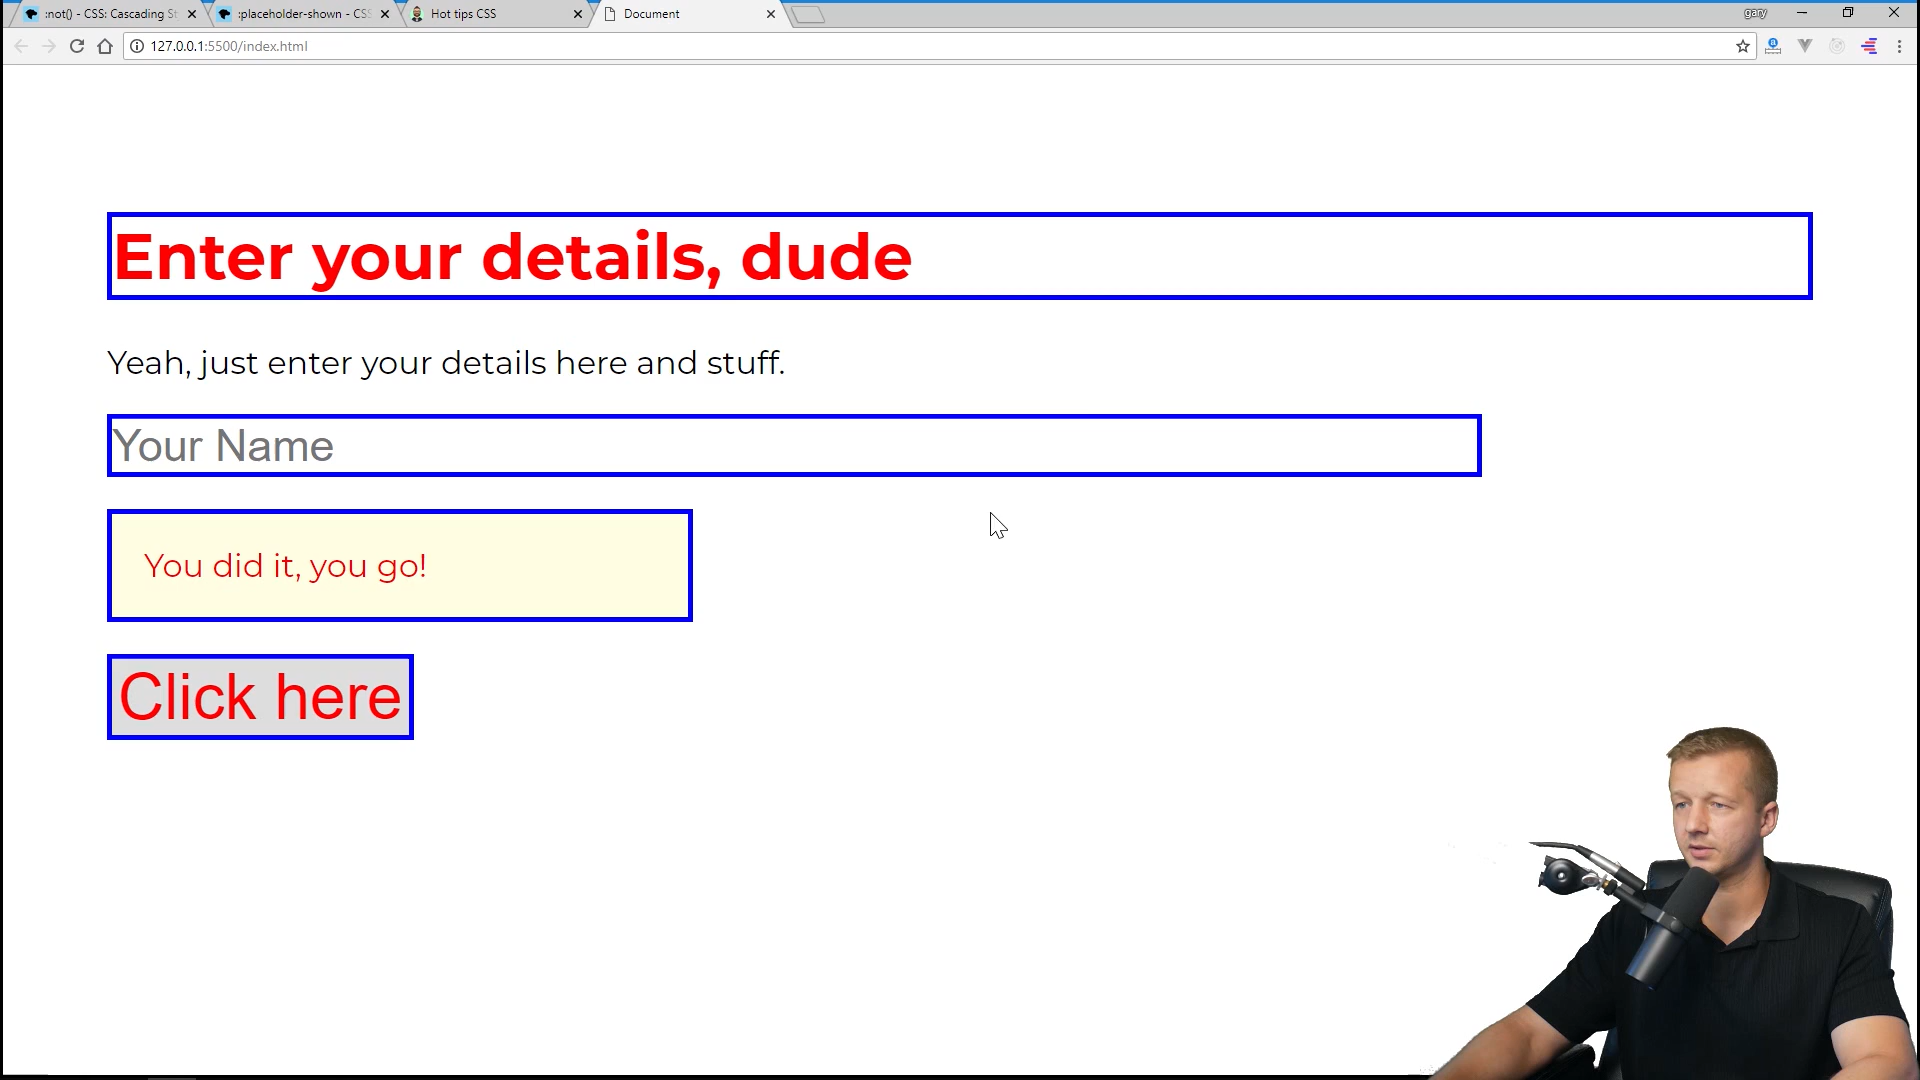 :not() - CSS: Cascading St
:placeholder-shown - CSS:
Hot tips CSS
Document
gary
127.0.0.1:5500/index.html
Enter your details, dude
Yeah, just enter your details here and stuff.
Your Name
You did it, you go!
Click here